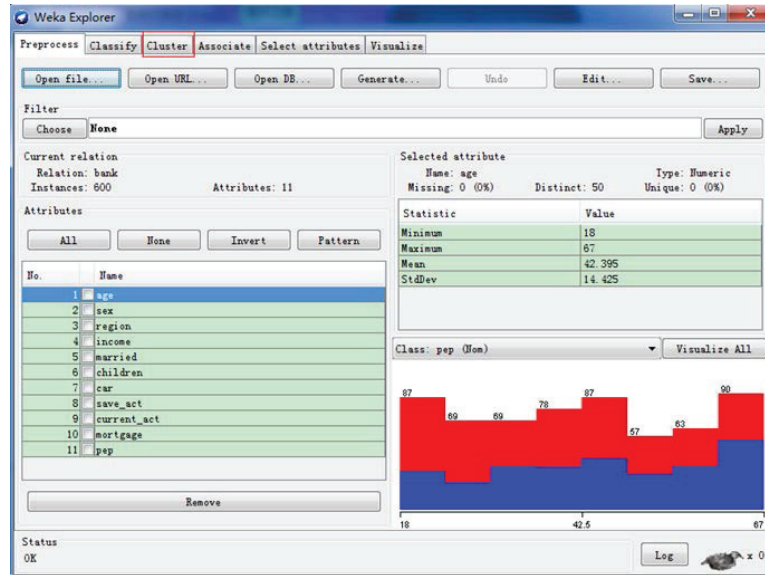 Weka Explorer
Preprocess Classify Cluster Associate Select attributes Visualize
Open file... Open URL... Open DB... Generate... Undo Edit... Save...
Filter
Choose None Apply
Current relation
Relation: bank
Instances: 600 Attributes: 11
Attributes
All None Invert Pattern
No. Name
1 age
2 sex
3 region
4 income
5 married
6 children
7 car
8 save_act
9 current_act
10 mortgage
11 pep
Remove
Selected attribute
Name: age Type: Numeric
Missing: 0 (0%) Distinct: 50 Unique: 0 (0%)
Statistic Value
Minimum 18
Maximum 67
Mean 42.395
StdDev 14.425
Class: pep (Nom) Visualize All
87 69 69 78 87 57 63 90
18 42.5 67
Status
OK
Log x 0